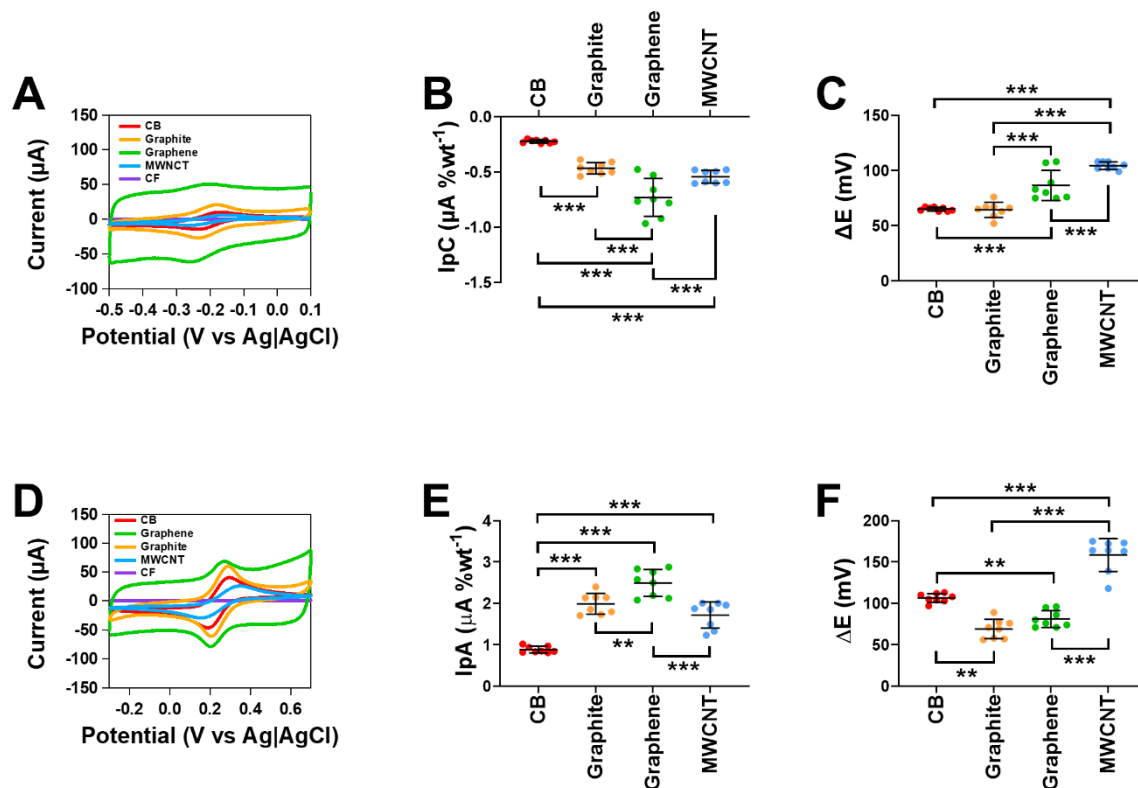 A
150
100
50
0
-50
-100
CB
Graphite
Graphene
MWNCT
CF
-0.5
-0.2
-0.1
0.0
0.1
Current (µA)
Potential (V vs Ag|AgCl)
B
CB
Graphite
Graphene
MWCNT
0.0
-0.5
-1.0
-1.5
IpC (µA %wt⁻¹)
***
***
***
***
***
C
***
***
***
***
***
150
100
50
0
ΔE (mV)
CB
Graphite
Graphene
MWCNT
D
150
100
50
0
-50
-100
-150
CB
Graphene
Graphite
MWCNT
CF
-0.2
0.0
0.2
0.4
0.6
Current (µA)
Potential (V vs Ag|AgCl)
E
***
***
***
**
***
4
3
2
1
0
IpA (µA %wt⁻¹)
CB
Graphite
Graphene
MWCNT
F
***
***
**
**
***
200
150
100
50
0
ΔE (mV)
CB
Graphite
Graphene
MWCNT